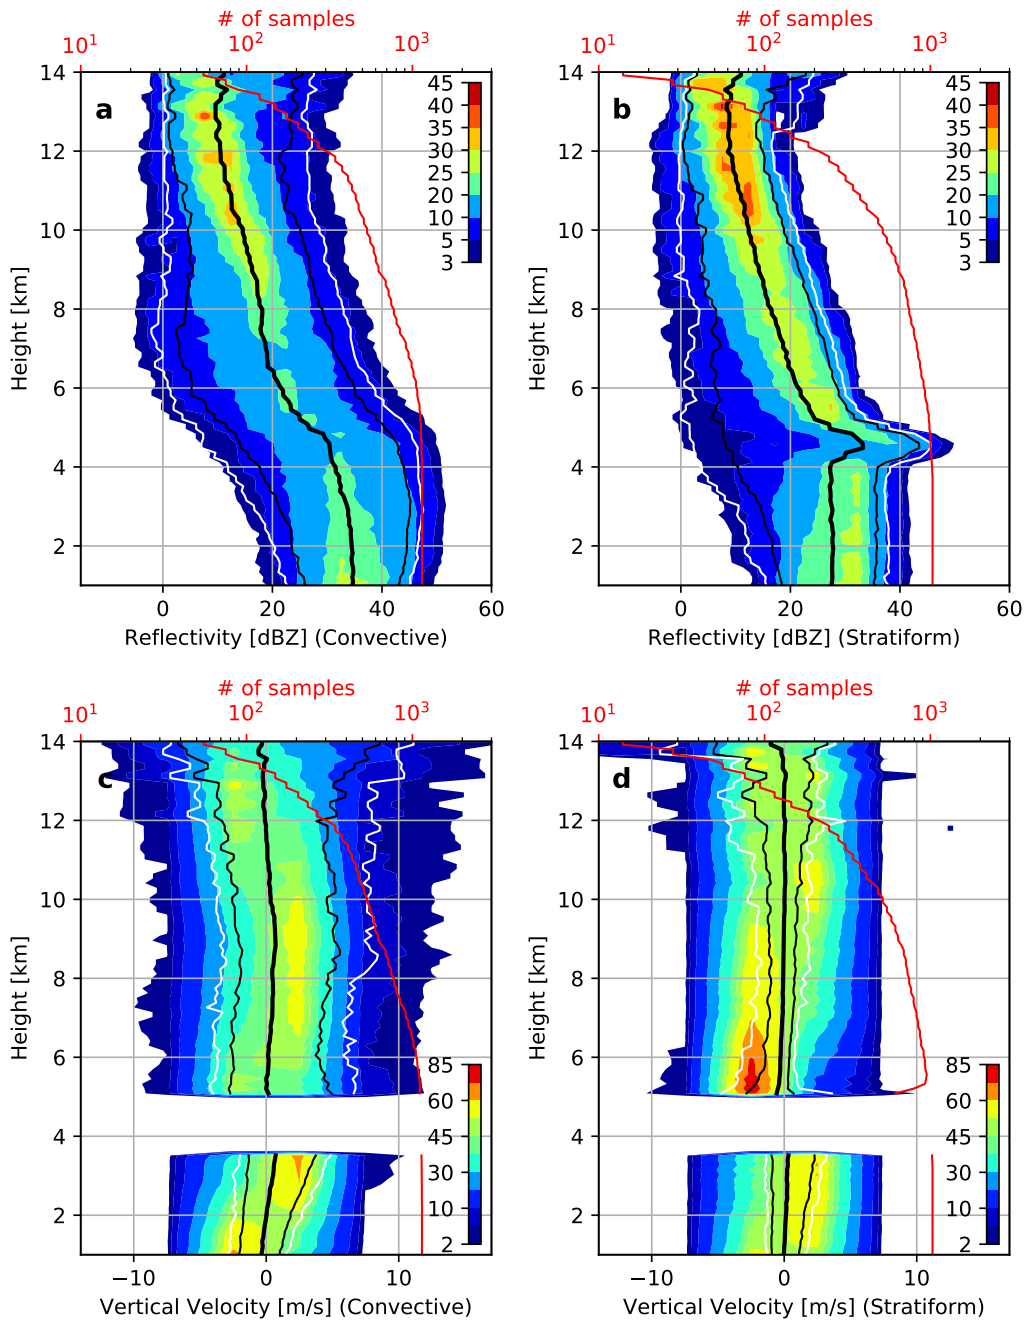 # of samples
10¹ 10² 10³
a
14
12
10
8
6
4
2
Height [km]
45
40
35
30
25
20
10
5
3
0 20 40 60
Reflectivity [dBZ] (Convective)
# of samples
10¹ 10² 10³
b
14
12
10
8
6
4
2
Height [km]
45
40
35
30
25
20
10
5
3
0 20 40 60
Reflectivity [dBZ] (Stratiform)
# of samples
10¹ 10² 10³
c
14
12
10
8
6
4
2
Height [km]
85
60
45
30
10
2
−10 0 10
Vertical Velocity [m/s] (Convective)
# of samples
10¹ 10² 10³
d
14
12
10
8
6
4
2
Height [km]
85
60
45
30
10
2
−10 0 10
Vertical Velocity [m/s] (Stratiform)